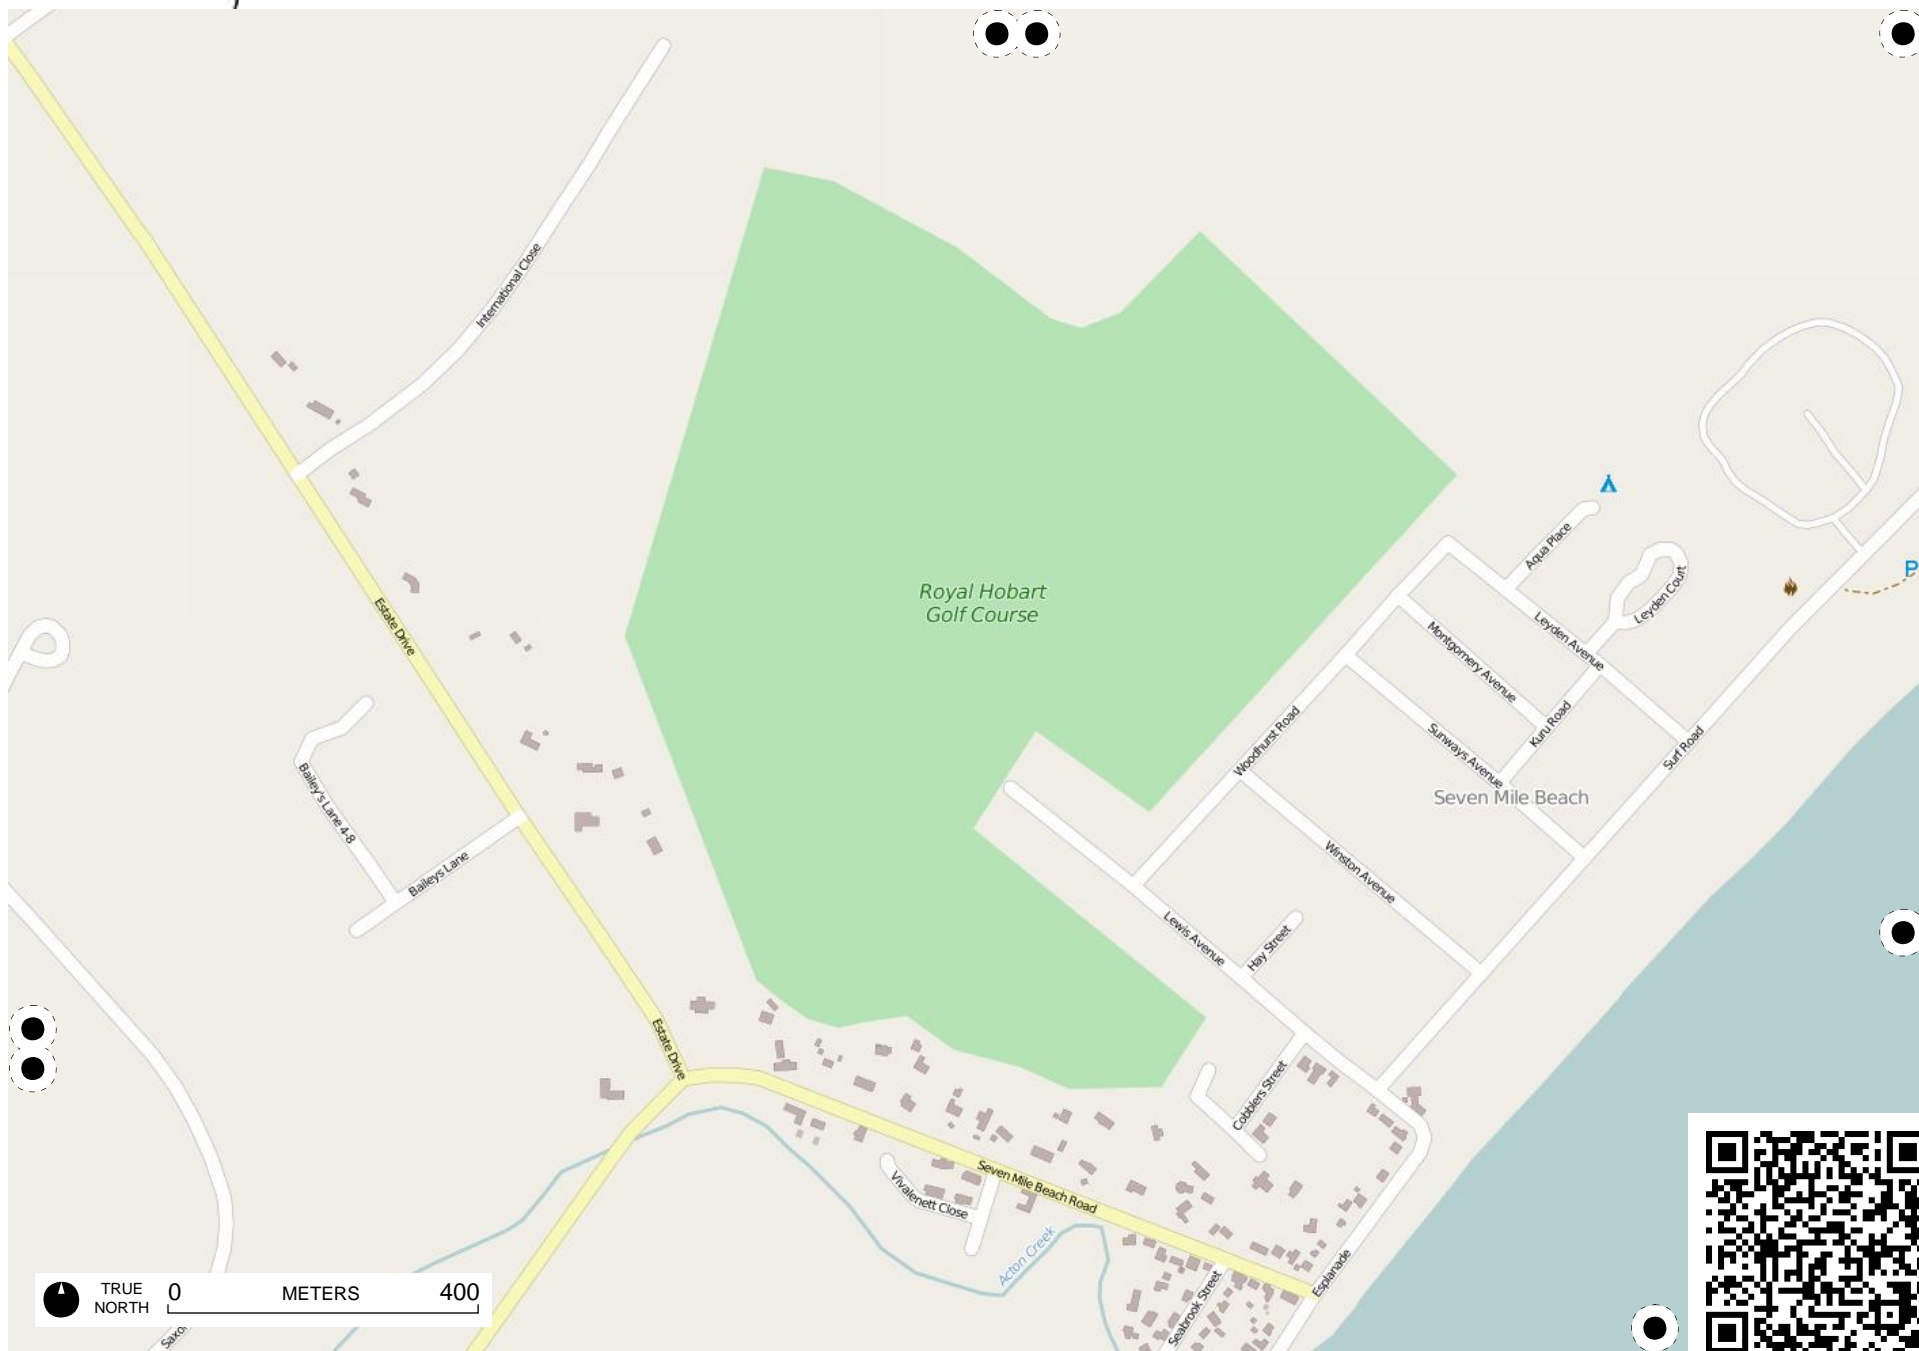 International Close
Estate Drive
Royal Hobart
Golf Course
Aqua Place
Leyden Court
Leyden Avenue
Montgomery Avenue
Kuru Road
Sunways Avenue
Surf Road
Woodhurst Road
Seven Mile Beach
Bailey's Lane 4-8
Baileys Lane
Winston Avenue
Lewis Avenue
Hay Street
Estate Drive
Cobblers Street
Seven Mile Beach Road
Vivalenett Close
Acton Creek
Esplanade
Seabrook Street
P
TRUE
NORTH
0 METERS 400